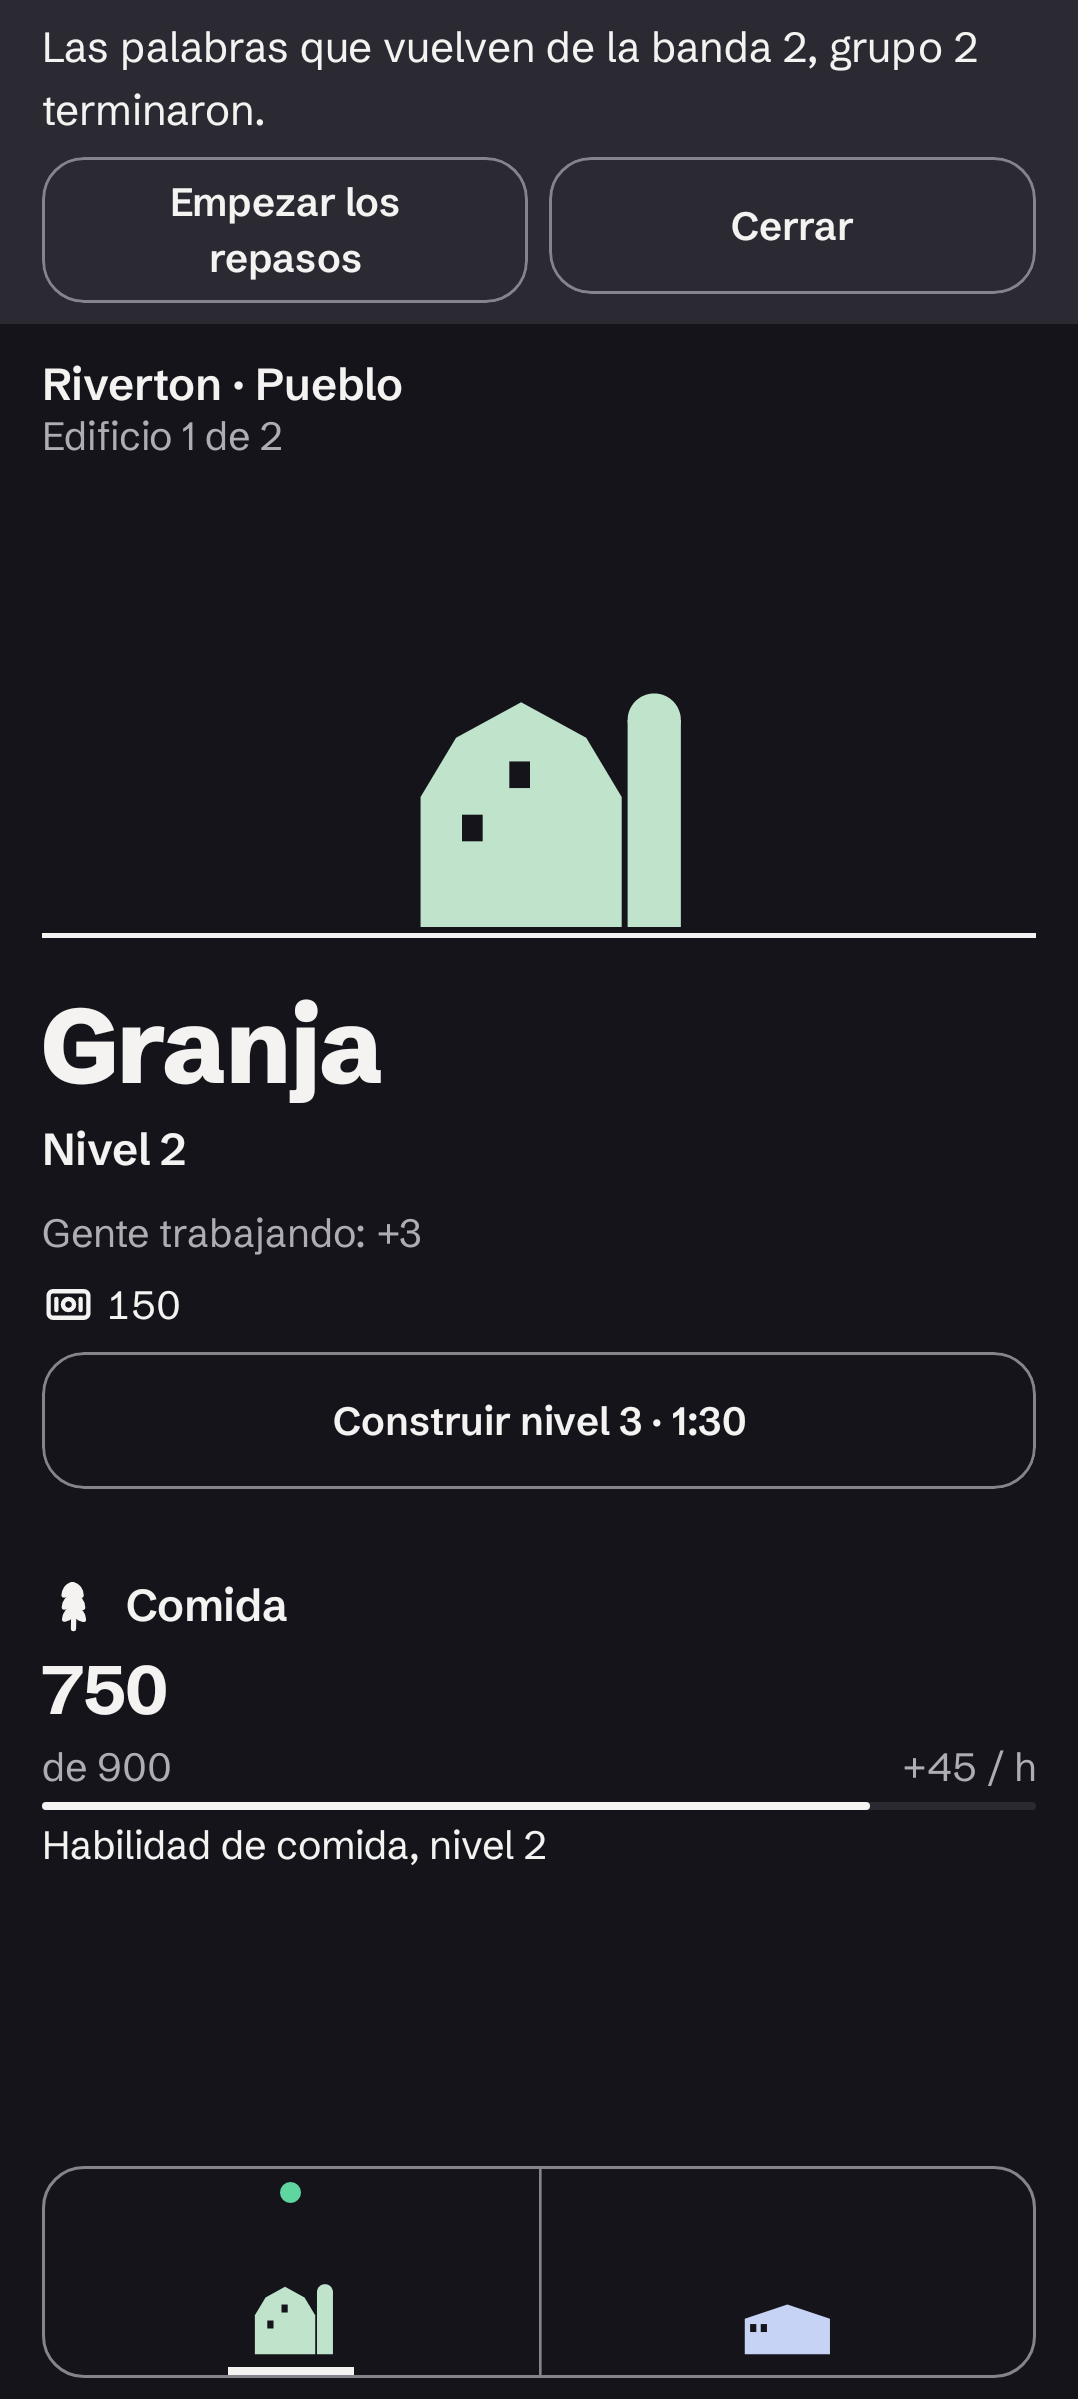 Las palabras que vuelven de la banda 2, grupo 2
terminaron.
Empezar los
repasos
Cerrar
Riverton · Pueblo
Edificio 1 de 2
Granja
Nivel 2
Gente trabajando: +3
150
Construir nivel 3 · 1:30
Comida
750
de 900
+45 / h
Habilidad de comida, nivel 2